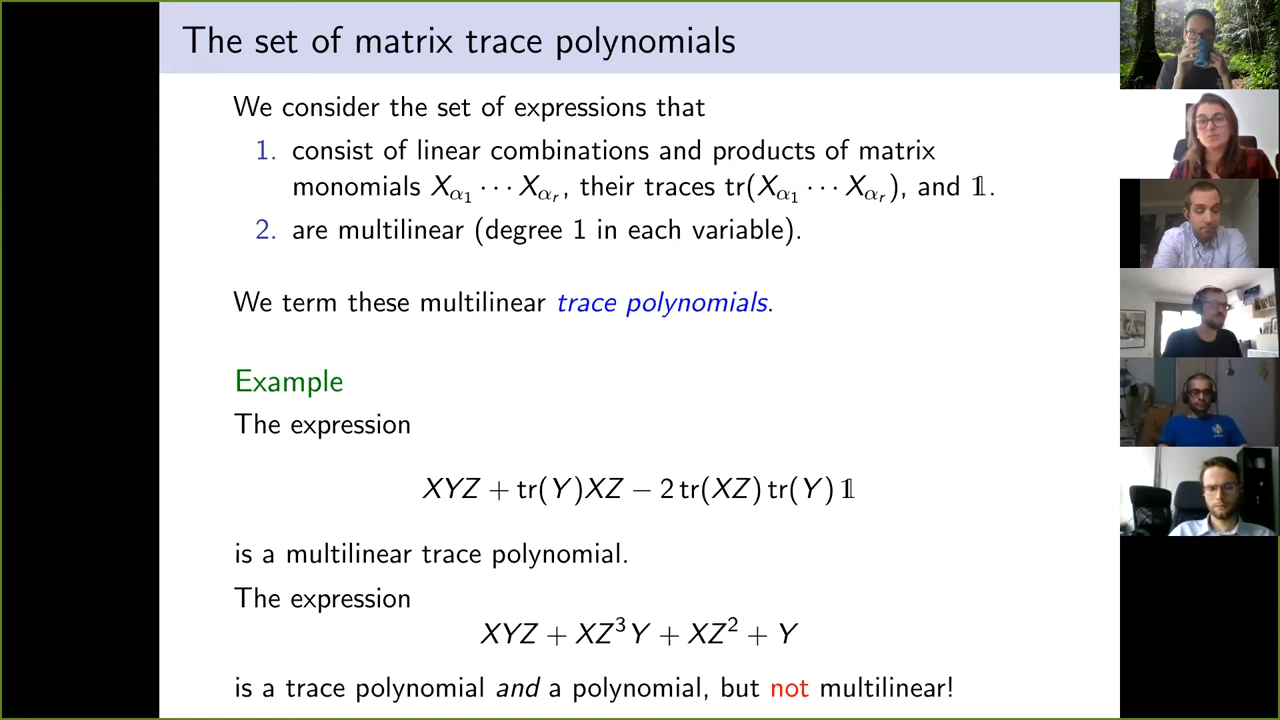 The set of matrix trace polynomials
We consider the set of expressions that
1. consist of linear combinations and products of matrix
monomials X_{α_1} ⋯ X_{α_r}, their traces tr(X_{α_1} ⋯ X_{α_r}), and 𝟙.
2. are multilinear (degree 1 in each variable).
We term these multilinear trace polynomials.
Example
The expression
XYZ + tr(Y)XZ − 2 tr(XZ) tr(Y) 𝟙
is a multilinear trace polynomial.
The expression
XYZ + XZ³Y + XZ² + Y
is a trace polynomial and a polynomial, but not multilinear!